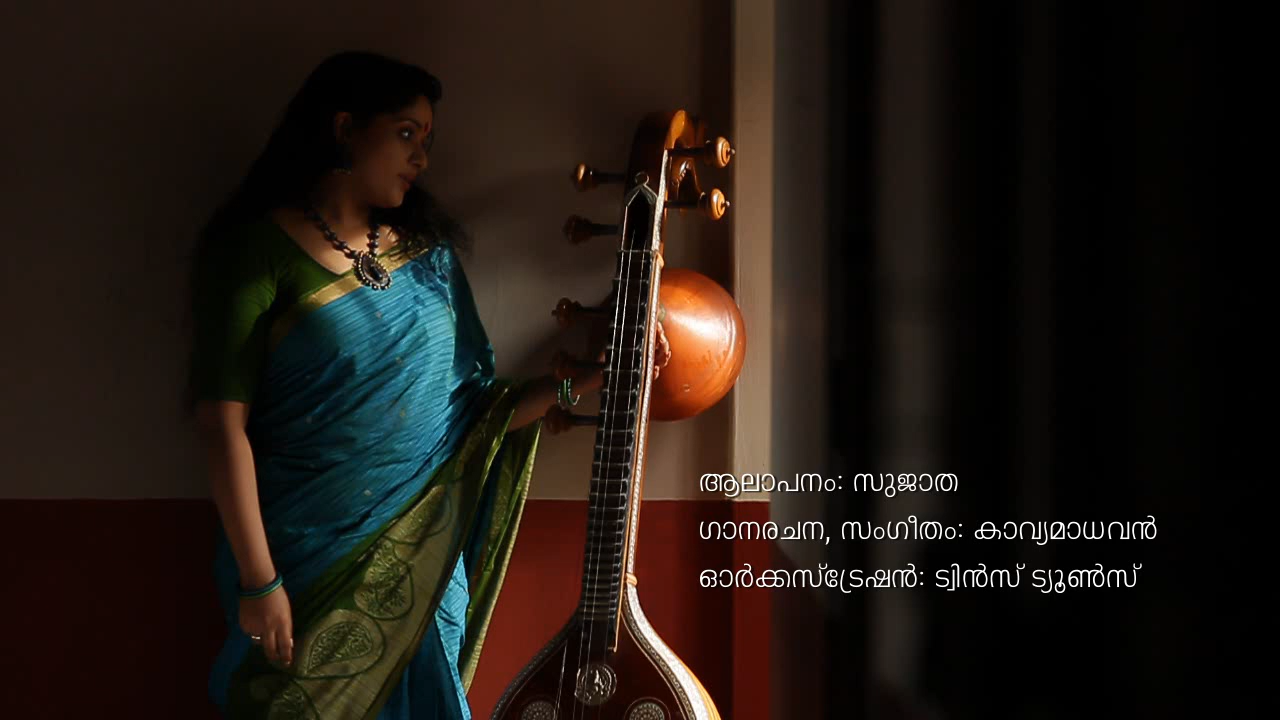 ആലാപനം: സുജാത
ഗാനരചന, സംഗീതം: കാവ്യമാധവൻ
ഓർക്കസ്ട്രേഷൻ: ട്വിൻസ് ട്യൂൺസ്